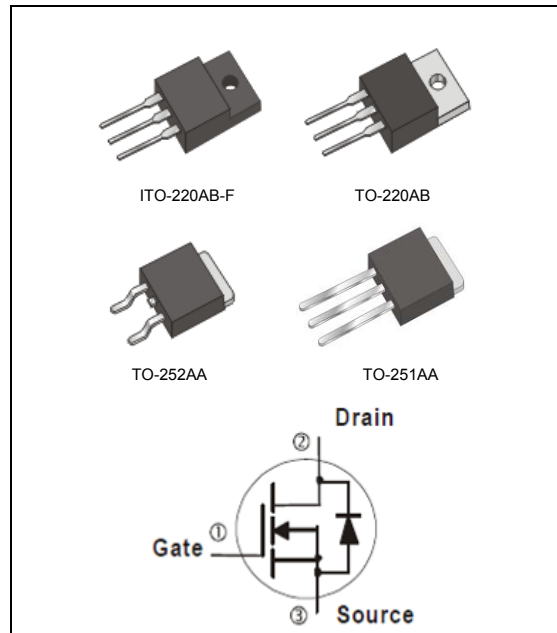 ITO-220AB-F
TO-220AB
TO-252AA
TO-251AA
Drain
②
①
Gate
③
Source